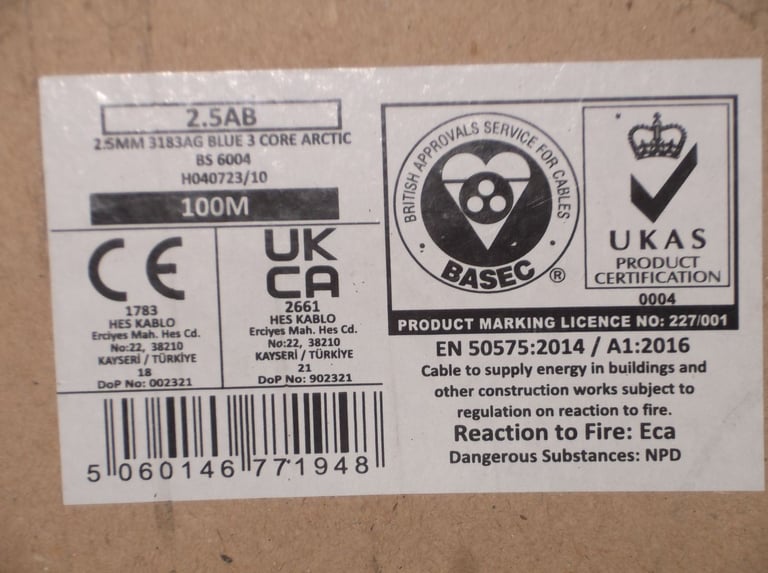 2.5AB
2.5MM 3183AG BLUE 3 CORE ARCTIC
BS 6004
H040723/10
100M
CE
1783
HES KABLO
Erciyes Mah. Hes Cd.
No:22, 38210
KAYSERİ / TÜRKİYE
18
DoP No: 002321
UK
CA
2661
HES KABLO
Erciyes Mah. Hes Cd.
No:22, 38210
KAYSERİ / TÜRKİYE
21
DoP No: 902321
5 060146 771948
BRITISH APPROVALS SERVICE FOR CABLES
BASEC ®
UKAS
PRODUCT
CERTIFICATION
0004
PRODUCT MARKING LICENCE NO: 227/001
EN 50575:2014 / A1:2016
Cable to supply energy in buildings and
other construction works subject to
regulation on reaction to fire.
Reaction to Fire: Eca
Dangerous Substances: NPD